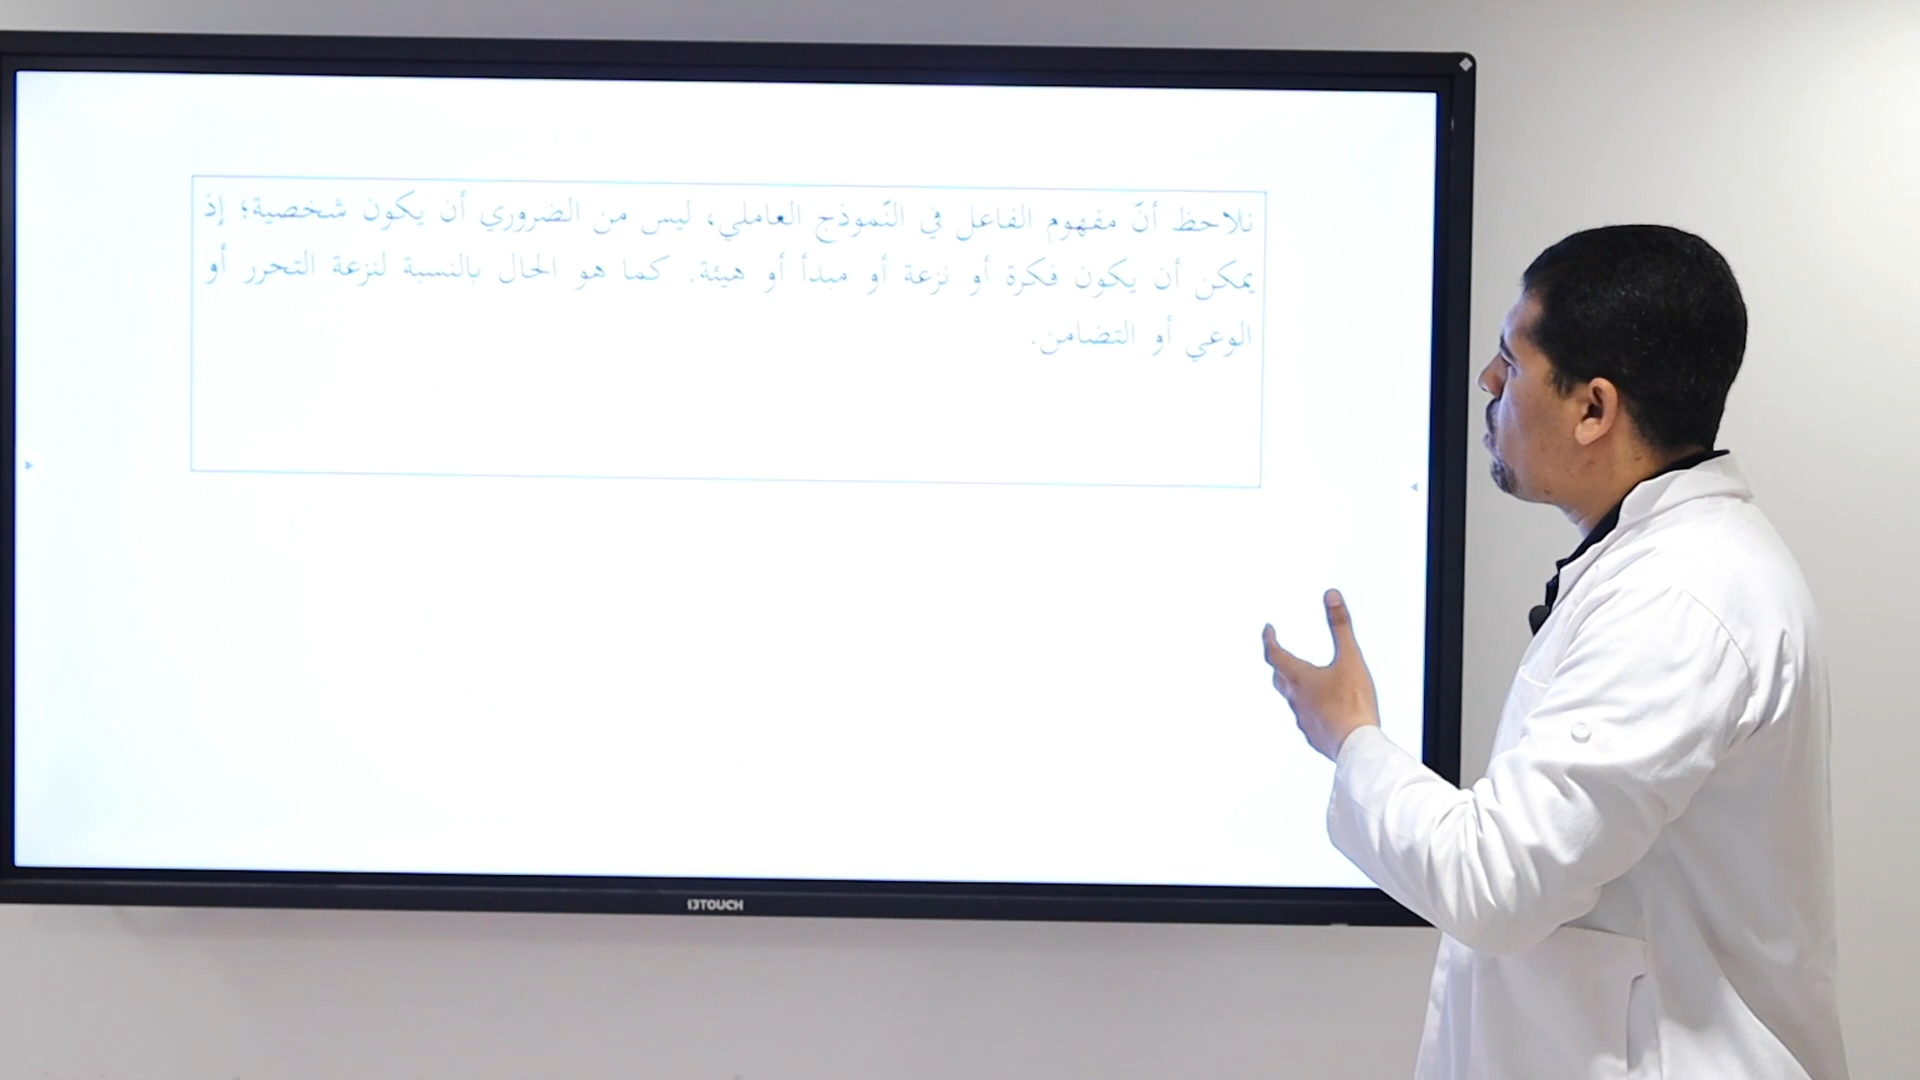 نلاحظ أنّ مفهوم الفاعل في النّموذج العاملي، ليس من الضروري أن يكون شخصية؛ إذ
يمكن أن يكون فكرة أو نزعة أو مبدأ أو هيئة. كما هو الحال بالنسبة لنزعة التحرر أو
الوعي أو التضامن.
i3TOUCH